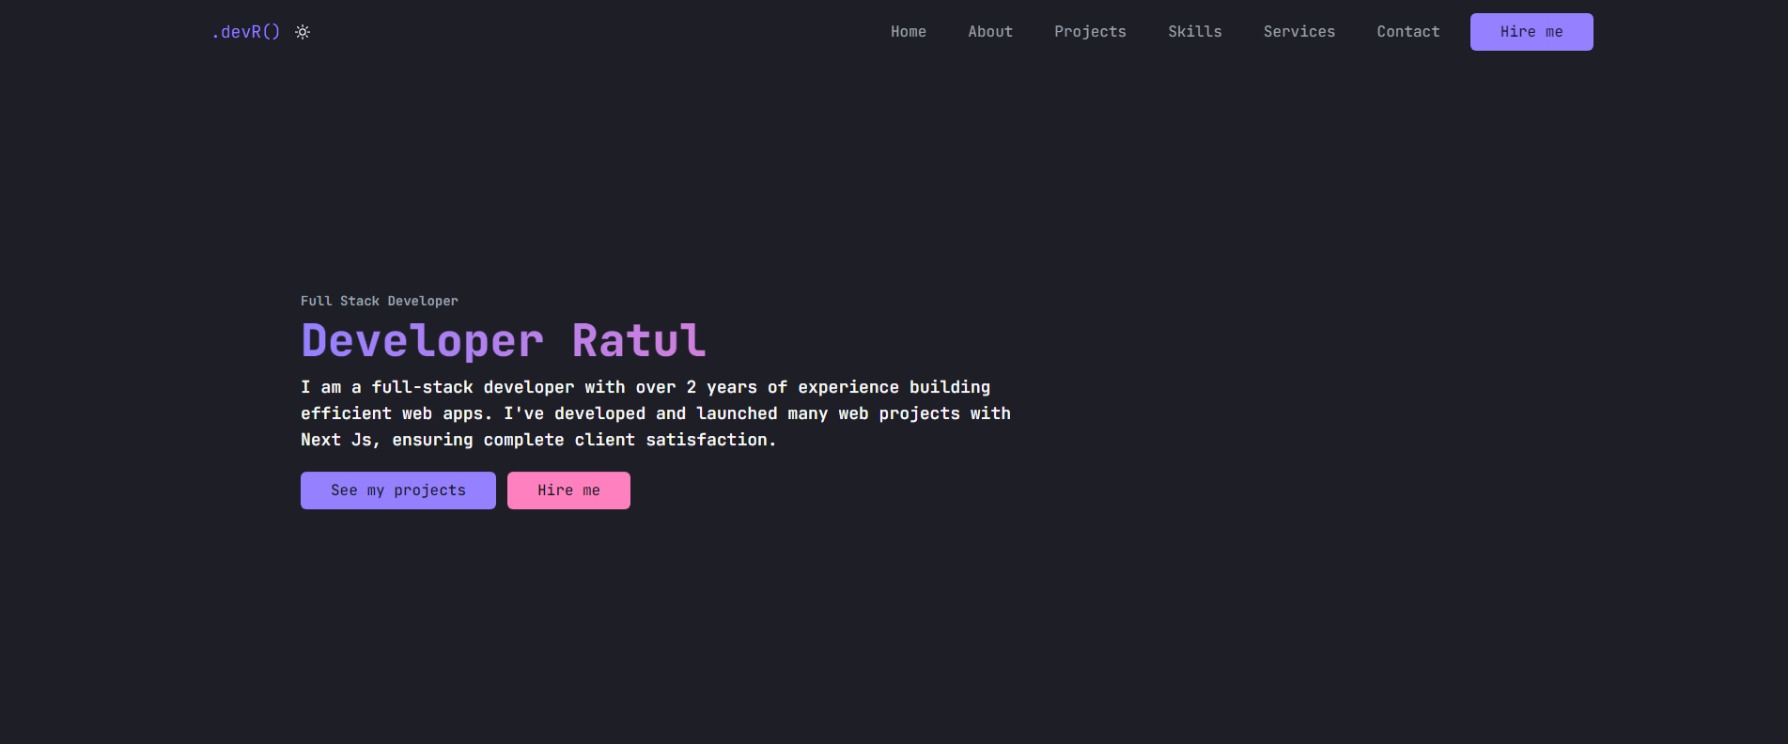 .devR()
Home About Projects Skills Services Contact Hire me
Full Stack Developer
Developer Ratul
I am a full-stack developer with over 2 years of experience building
efficient web apps. I've developed and launched many web projects with
Next Js, ensuring complete client satisfaction.
See my projects Hire me